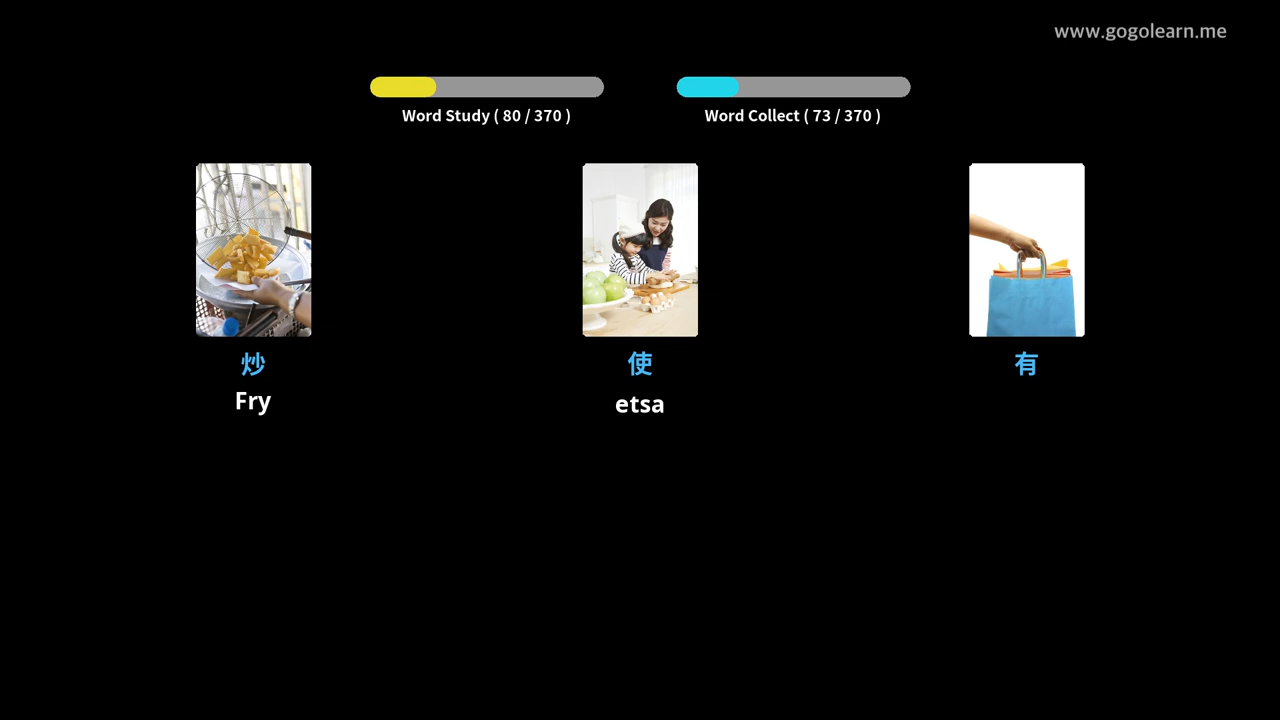 www.gogolearn.me
Word Study ( 80 / 370 )
Word Collect ( 73 / 370 )
炒
使
有
Fry
etsa